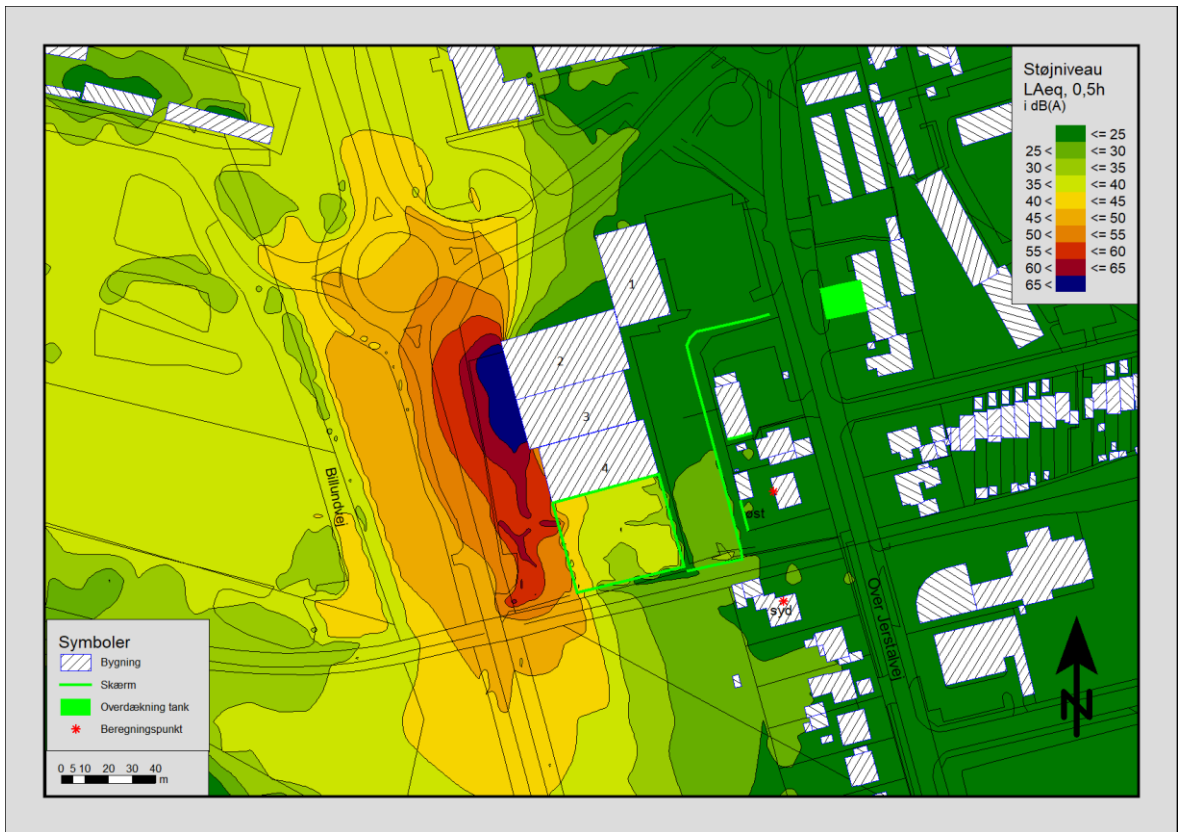 Støjniveau
LAeq, 0,5h
i dB(A)
<= 25
25 < <= 30
30 < <= 35
35 < <= 40
40 < <= 45
45 < <= 50
50 < <= 55
55 < <= 60
60 < <= 65
65 <
1
2
3
4
Billundvej
øst
syd
Over Jerstalvej
Symboler
Bygning
Skærm
Overdækning tank
Beregningspunkt
0 5 10 20 30 40
m
N